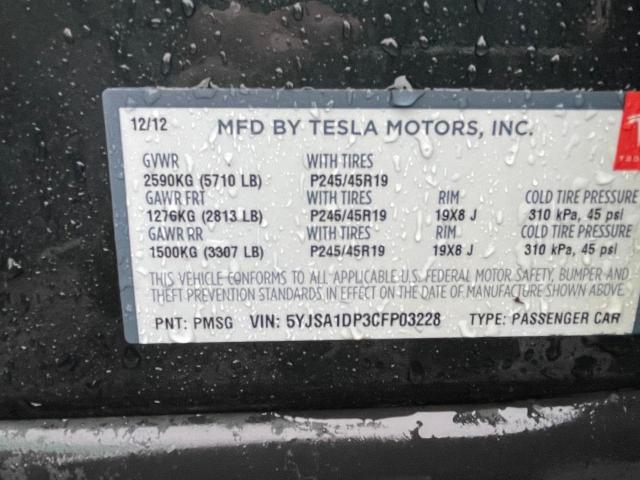 12/12 MFD BY TESLA MOTORS, INC.
GVWR WITH TIRES
2590KG (5710 LB) P245/45R19
GAWR FRT WITH TIRES RIM COLD TIRE PRESSURE
1276KG (2813 LB) P245/45R19 19X8 J 310 kPa, 45 psi
GAWR RR WITH TIRES RIM COLD TIRE PRESSURE
1500KG (3307 LB) P245/45R19 19X8 J 310 kPa, 45 psi
THIS VEHICLE CONFORMS TO ALL APPLICABLE U.S. FEDERAL MOTOR SAFETY, BUMPER AND
THEFT PREVENTION STANDARDS IN EFFECT ON THE DATE OF MANUFACTURE SHOWN ABOVE
PNT: PMSG VIN: 5YJSA1DP3CFP03228 TYPE: PASSENGER CAR